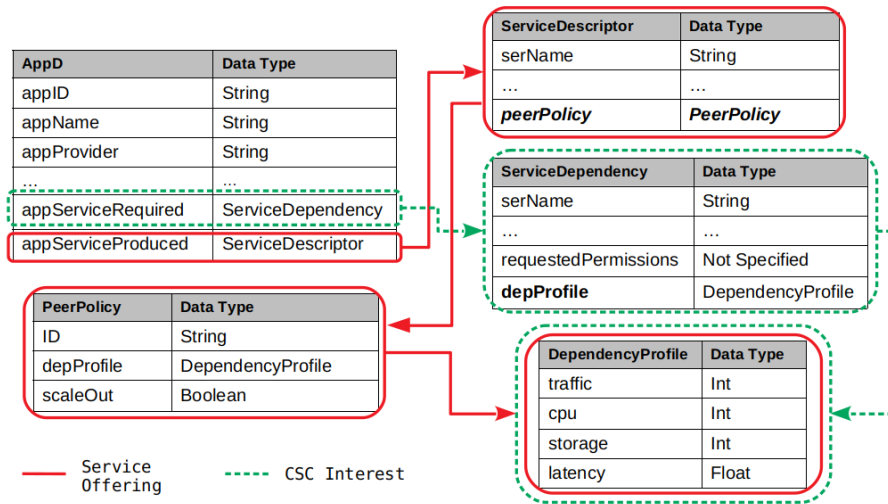 AppD Data Type
appID String
appName String
appProvider String
... ...
appServiceRequired ServiceDependency
appServiceProduced ServiceDescriptor
ServiceDescriptor Data Type
serName String
... ...
peerPolicy PeerPolicy
ServiceDependency Data Type
serName String
... ...
requestedPermissions Not Specified
depProfile DependencyProfile
PeerPolicy Data Type
ID String
depProfile DependencyProfile
scaleOut Boolean
DependencyProfile Data Type
traffic Int
cpu Int
storage Int
latency Float
Service
Offering
CSC Interest